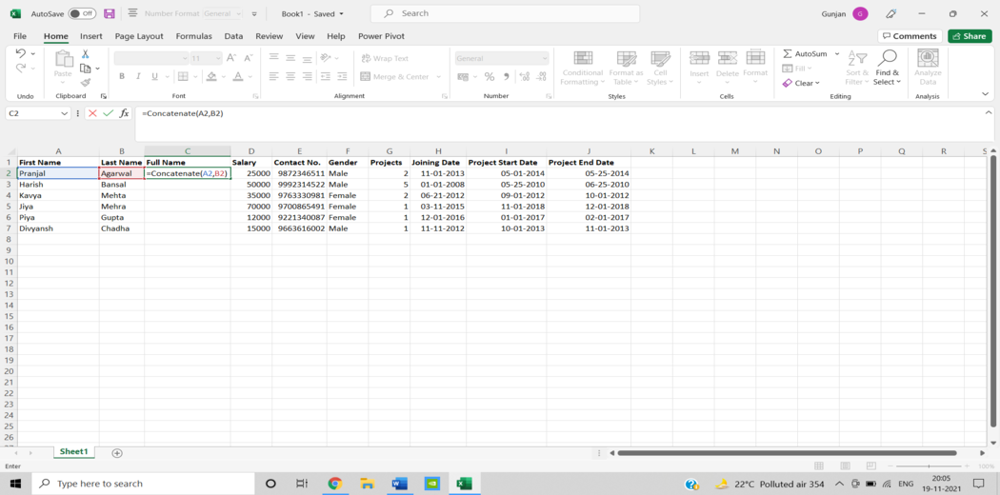 AutoSave Off Number Format General Book1 - Saved Search Gunjan G
File Home Insert Page Layout Formulas Data Review View Help Power Pivot Comments Share
Paste 11 Wrap Text General Conditional Formatting Format as Table Cell Styles Insert Delete Format AutoSum Sort & Filter Find & Select Analyze Data
B I U Merge & Center Fill
Clear
Undo Clipboard Font Alignment Number Styles Cells Editing Analysis
C2 fx =Concatenate(A2,B2)
A B C D E F G H I J K L M N O P Q R S
1 First Name Last Name Full Name Salary Contact No. Gender Projects Joining Date Project Start Date Project End Date
2 Pranjal Agarwal =Concatenate(A2,B2) 25000 9872346511 Male 2 11-01-2013 05-01-2014 05-25-2014
3 Harish Bansal 50000 9992314522 Male 5 01-01-2008 05-25-2010 06-25-2010
4 Kavya Mehta 35000 9763330981 Female 2 06-21-2012 09-01-2012 10-01-2012
5 Jiya Mehra 70000 9700865491 Female 1 03-11-2015 11-01-2018 12-01-2018
6 Piya Gupta 12000 9221340087 Female 1 12-01-2016 01-01-2017 02-01-2017
7 Divyansh Chadha 15000 9663616002 Male 1 11-11-2012 10-01-2013 11-01-2013
8
9
10
11
12
13
14
15
16
17
18
19
20
21
22
23
24
25
26
Sheet1
Enter 100%
Type here to search 22°C Polluted air 354 ENG 20:05
19-11-2021